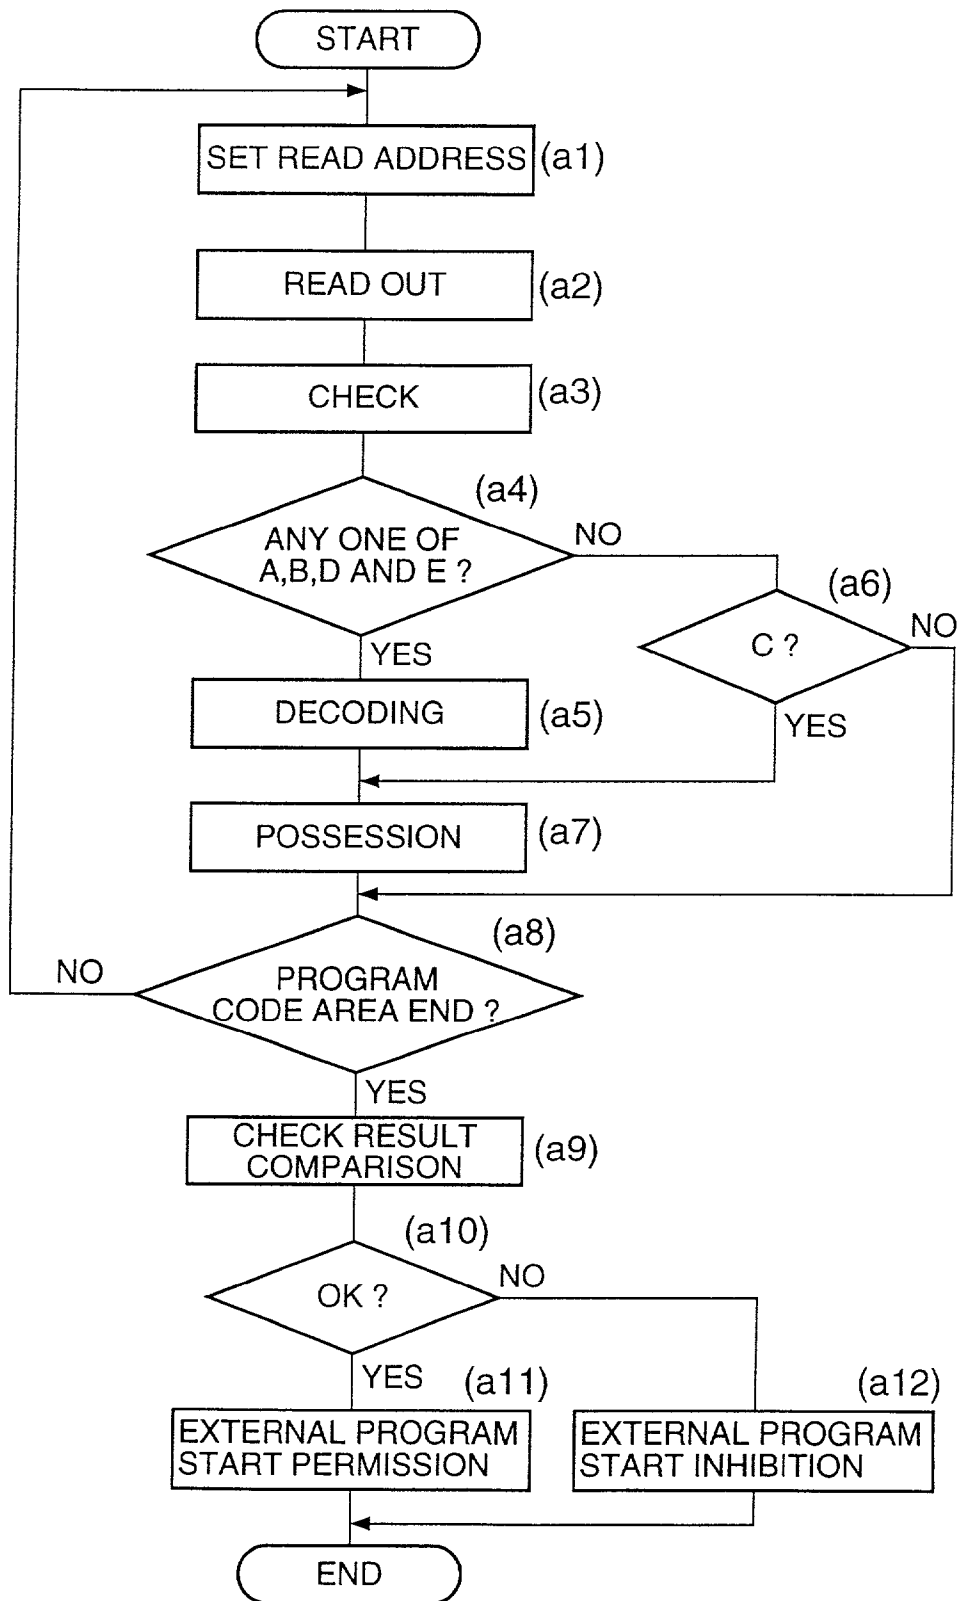 START
SET READ ADDRESS
(a1)
READ OUT
(a2)
CHECK
(a3)
(a4)
ANY ONE OF
A,B,D AND E ?
NO
(a6)
C ?
NO
YES
YES
DECODING
(a5)
POSSESSION
(a7)
(a8)
NO
PROGRAM
CODE AREA END ?
YES
CHECK RESULT
COMPARISON
(a9)
(a10)
OK ?
NO
YES
(a11)
(a12)
EXTERNAL PROGRAM
START PERMISSION
EXTERNAL PROGRAM
START INHIBITION
END